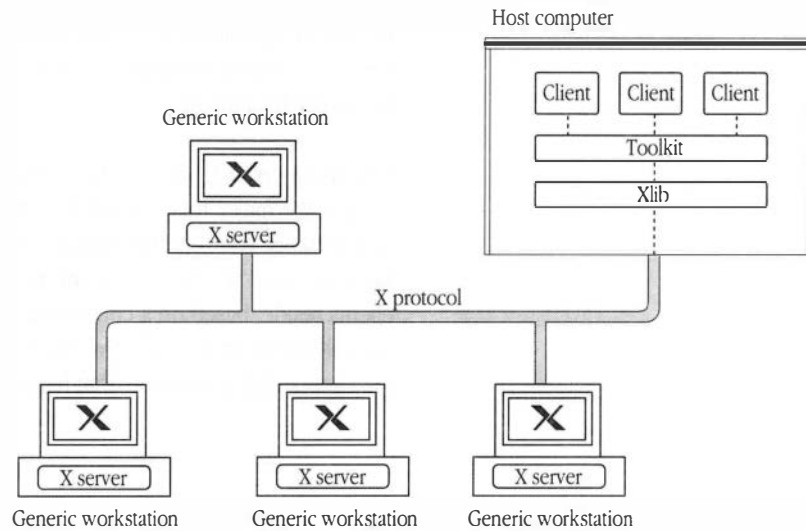 Host computer
Client
Client
Client
Generic workstation
Toolkit
Xlib
X server
X protocol
X server
X server
X server
Generic workstation
Generic workstation
Generic workstation